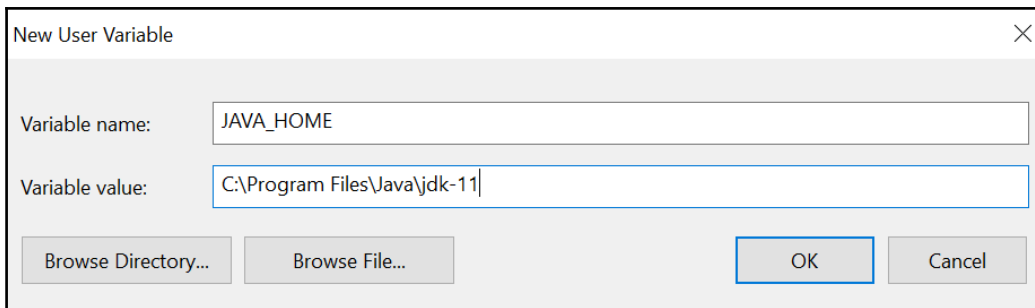 New User Variable
Variable name: JAVA_HOME
Variable value: C:\Program Files\Java\jdk-11
Browse Directory... Browse File... OK Cancel